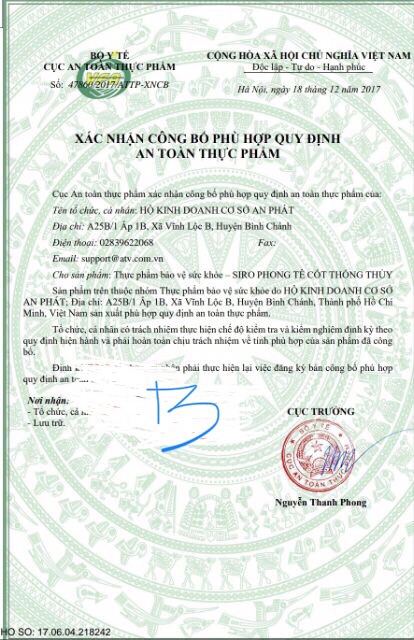 BỘ Y TẾ
CỤC AN TOÀN THỰC PHẨM
Số: 47860/2017/ATTP-XNCB
CỘNG HÒA XÃ HỘI CHỦ NGHĨA VIỆT NAM
Độc lập - Tự do - Hạnh phúc
Hà Nội, ngày 18 tháng 12 năm 2017
XÁC NHẬN CÔNG BỐ PHÙ HỢP QUY ĐỊNH
AN TOÀN THỰC PHẨM
Cục An toàn thực phẩm xác nhận công bố phù hợp quy định an toàn thực phẩm của:
Tên tổ chức, cá nhân: HỘ KINH DOANH CƠ SỞ AN PHÁT
Địa chỉ: A25B/1 Ấp 1B, Xã Vĩnh Lộc B, Huyện Bình Chánh
Điện thoại: 02839622068 Fax:
Email: support@atv.com.vn
Cho sản phẩm: Thực phẩm bảo vệ sức khỏe – SIRO PHONG TÊ CỐT THỐNG THỦY
Sản phẩm trên thuộc nhóm Thực phẩm bảo vệ sức khỏe do HỘ KINH DOANH CƠ SỞ
AN PHÁT; Địa chỉ: A25B/1 Ấp 1B, Xã Vĩnh Lộc B, Huyện Bình Chánh, Thành phố Hồ Chí
Minh, Việt Nam sản xuất phù hợp quy định an toàn thực phẩm.
Tổ chức, cá nhân có trách nhiệm thực hiện chế độ kiểm tra và kiểm nghiệm định kỳ theo
quy định hiện hành và phải hoàn toàn chịu trách nhiệm về tính phù hợp của sản phẩm đã công
bố.
Định phải thực hiện lại việc đăng ký bản công bố phù hợp
quy định an
Nơi nhận:
- Tổ chức, cá
- Lưu trữ.
CỤC TRƯỞNG
BỘ Y TẾ
CỤC AN TOÀN THỰC
Nguyễn Thanh Phong
HO SO: 17.06.04.218242